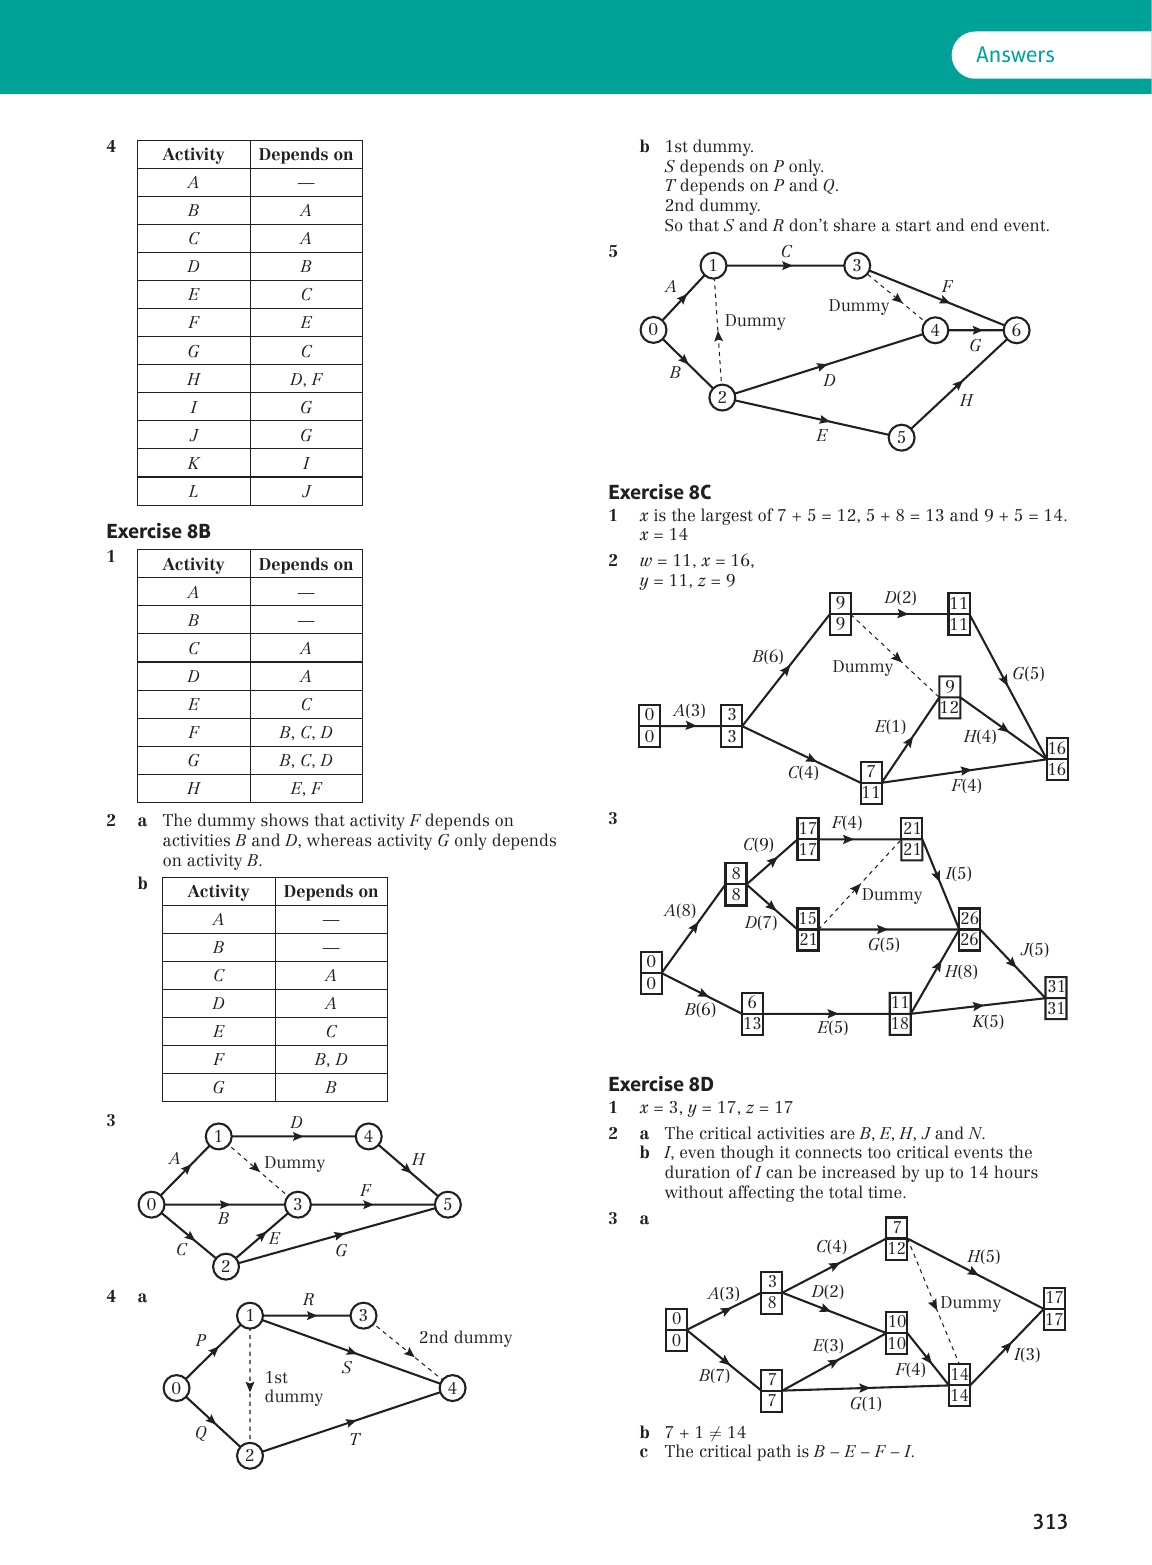 Answers
4
Activity Depends on
A —
B A
C A
D B
E C
F E
G C
H D, F
I G
J G
K I
L J
Exercise 8B
1
Activity Depends on
A —
B —
C A
D A
E C
F B, C, D
G B, C, D
H E, F
2 a The dummy shows that activity F depends on
activities B and D, whereas activity G only depends
on activity B.
b
Activity Depends on
A —
B —
C A
D A
E C
F B, D
G B
3
D
1 4
A Dummy H
0 3 F 5
B
C E G
2
4 a
R
1 3
P 2nd dummy
S
0 1st 4
dummy
Q T
2
b 1st dummy.
S depends on P only.
T depends on P and Q.
2nd dummy.
So that S and R don’t share a start and end event.
5
C
1 3
A F
Dummy
0 Dummy 4 6
G
B D
2 H
E 5
Exercise 8C
1 x is the largest of 7 + 5 = 12, 5 + 8 = 13 and 9 + 5 = 14.
x = 14
2 w = 11, x = 16,
y = 11, z = 9
9 D(2) 11
9 11
B(6) Dummy
G(5)
9
12
0 A(3) 3
0 3
E(1) H(4)
16
16
C(4) 7
11 F(4)
3
17 F(4) 21
17 21
C(9)
8 I(5)
8 Dummy
A(8) D(7) 15 26
21 G(5) 26
J(5)
0 H(8)
0
31
31
B(6) 6 11
13 E(5) 18 K(5)
Exercise 8D
1 x = 3, y = 17, z = 17
2 a The critical activities are B, E, H, J and N.
b I, even though it connects too critical events the
duration of I can be increased by up to 14 hours
without affecting the total time.
3 a
7
12
C(4) H(5)
3
8
A(3) D(2) Dummy 17
17
0 10
0 10
E(3) I(3)
B(7) F(4)
7 14
7 14
G(1)
b 7 + 1 ≠ 14
c The critical path is B – E – F – I.
313